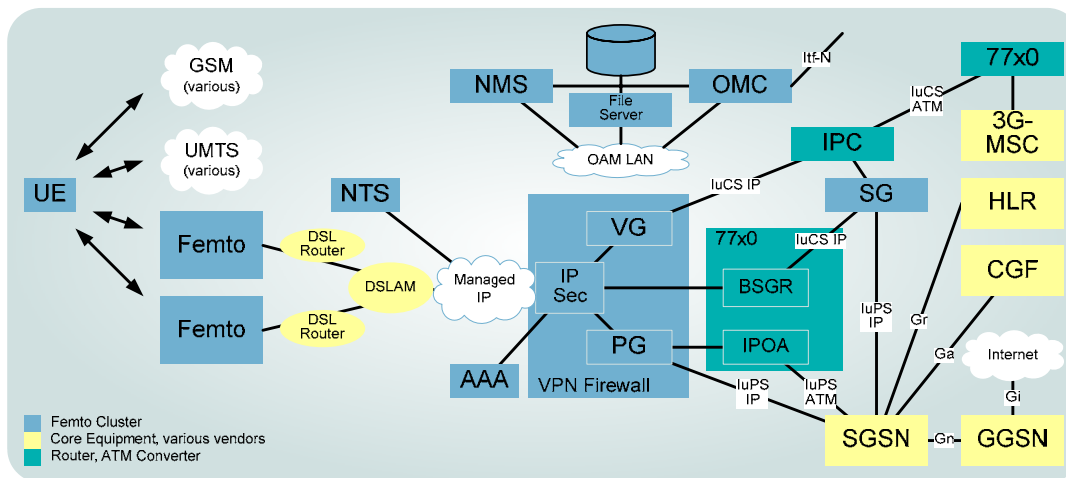 GSM
(various)
UMTS
(various)
UE
Femto
Femto
DSL
Router
DSL
Router
DSLAM
NTS
Managed
IP
AAA
NMS
File
Server
OMC
Itf-N
OAM LAN
VG
IP
Sec
PG
VPN Firewall
77x0
BSGR
IPOA
IuCS IP
IuCS IP
IPC
SG
IuCS
ATM
77x0
3G-
MSC
HLR
CGF
Internet
IuPS
IP
Gr
Ga
Gi
IuPS
IP
IuPS
ATM
SGSN
Gn
GGSN
Femto Cluster
Core Equipment, various vendors
Router, ATM Converter